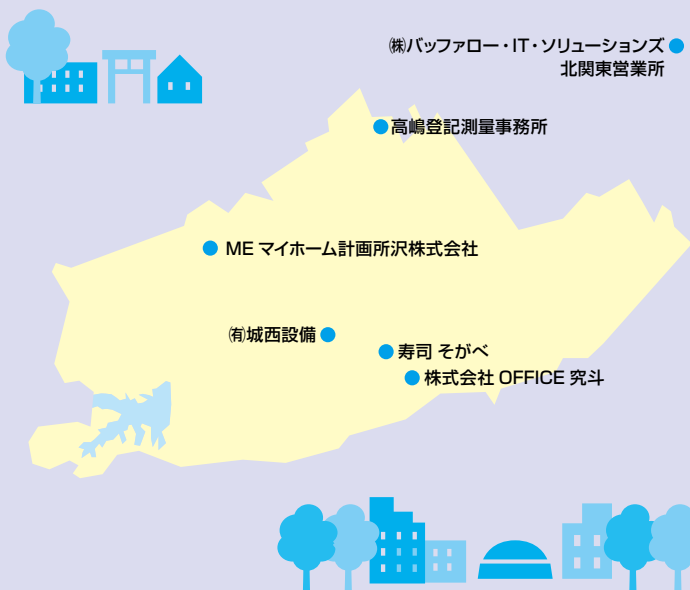 ㈱バッファロー・IT・ソリューションズ
北関東営業所
高嶋登記測量事務所
ME マイホーム計画所沢株式会社
㈲城西設備
寿司 そがべ
株式会社 OFFICE 究斗